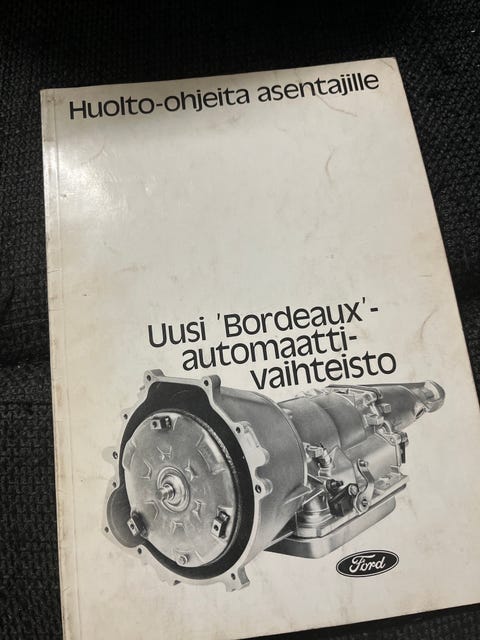 Huolto-ohjeita asentajille
Uusi 'Bordeaux'-
automaatti-
vaihteisto
Ford